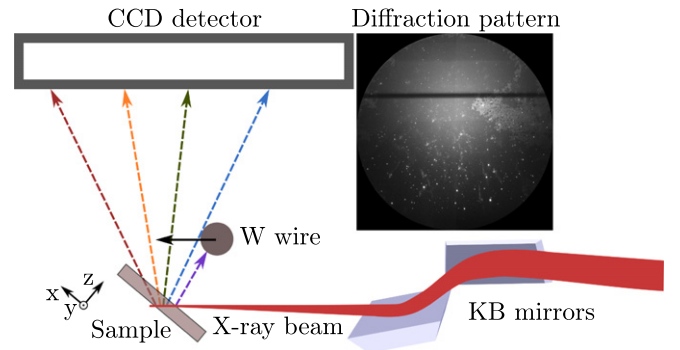 CCD detector
Diffraction pattern
W wire
x
z
y
Sample
X-ray beam
KB mirrors